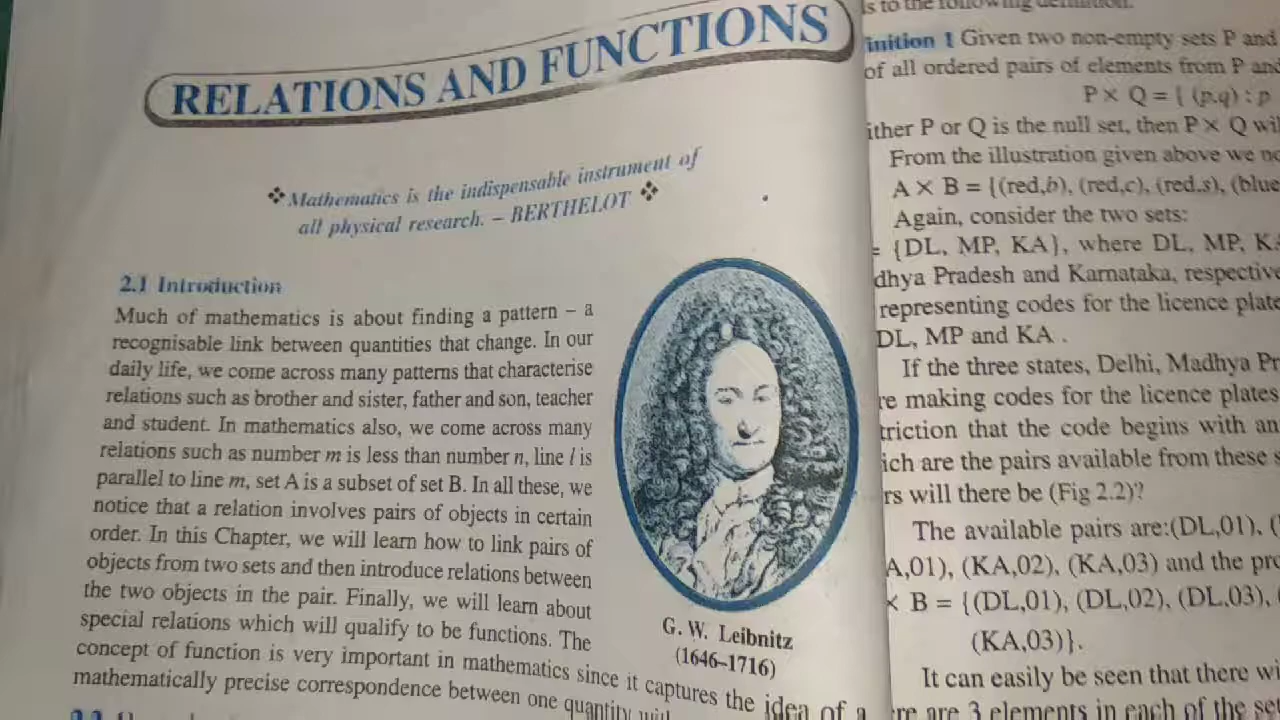 RELATIONS AND FUNCTIONS
❖ Mathematics is the indispensable instrument of
all physical research. – BERTHELOT ❖
2.1 Introduction
Much of mathematics is about finding a pattern – a
recognisable link between quantities that change. In our
daily life, we come across many patterns that characterise
relations such as brother and sister, father and son, teacher
and student. In mathematics also, we come across many
relations such as number m is less than number n, line l is
parallel to line m, set A is a subset of set B. In all these, we
notice that a relation involves pairs of objects in certain
order. In this Chapter, we will learn how to link pairs of
objects from two sets and then introduce relations between
the two objects in the pair. Finally, we will learn about
special relations which will qualify to be functions. The
concept of function is very important in mathematics since it captures the idea of a
mathematically precise correspondence between one quantity
G. W. Leibnitz
(1646–1716)
s to the following definition.
inition 1 Given two non-empty sets P and
of all ordered pairs of elements from P and
P × Q = { (p,q) : p
ither P or Q is the null set, then P × Q wil
From the illustration given above we no
A × B = {(red,b), (red,c), (red,s), (blue
Again, consider the two sets:
= {DL, MP, KA}, where DL, MP, KA
dhya Pradesh and Karnataka, respective
representing codes for the licence plate
DL, MP and KA .
If the three states, Delhi, Madhya Pr
re making codes for the licence plates
triction that the code begins with an
ich are the pairs available from these s
rs will there be (Fig 2.2)?
The available pairs are:(DL,01), (
A,01), (KA,02), (KA,03) and the pro
× B = {(DL,01), (DL,02), (DL,03), (
(KA,03)}.
It can easily be seen that there wi
re are 3 elements in each of the se